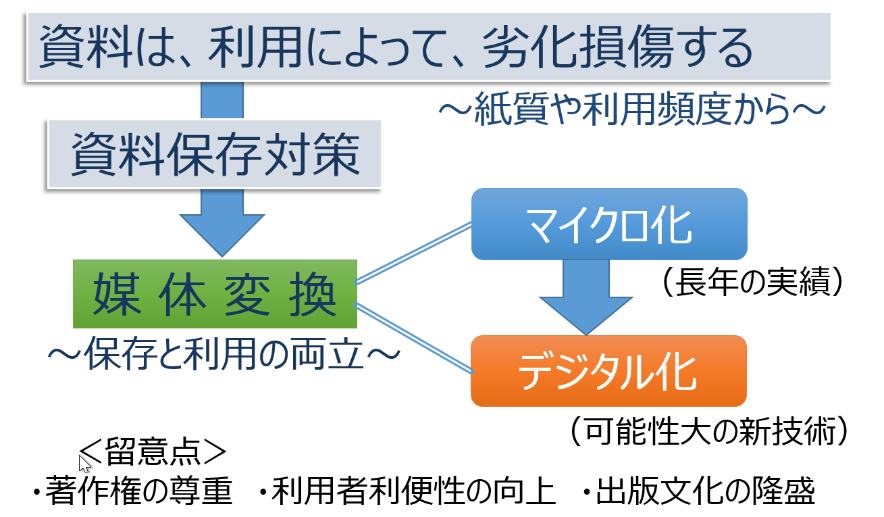 資料は、利用によって、劣化損傷する
～紙質や利用頻度から～
資料保存対策
マイクロ化
（長年の実績）
媒体変換
～保存と利用の両立～
デジタル化
（可能性大の新技術）
＜留意点＞
・著作権の尊重　・利用者利便性の向上　・出版文化の隆盛